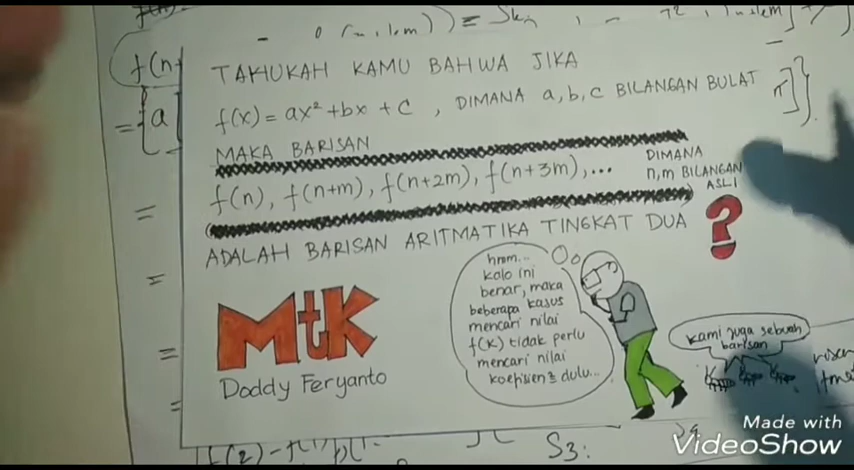 TAHUKAH KAMU BAHWA JIKA
f(x) = ax² + bx + c , DIMANA a, b, c BILANGAN BULAT
MAKA BARISAN
f(n), f(n+m), f(n+2m), f(n+3m), ...
DIMANA
n,m BILANGAN
ASLI
ADALAH BARISAN ARITMATIKA TINGKAT DUA
?
MtK
Doddy Feryanto
hmm...
kalo ini
benar, maka
beberapa kasus
mencari nilai
f(x) tidak perlu
mencari nilai
koefisien2 dulu...
kami juga sebuah
barisan
Made with
VideoShow